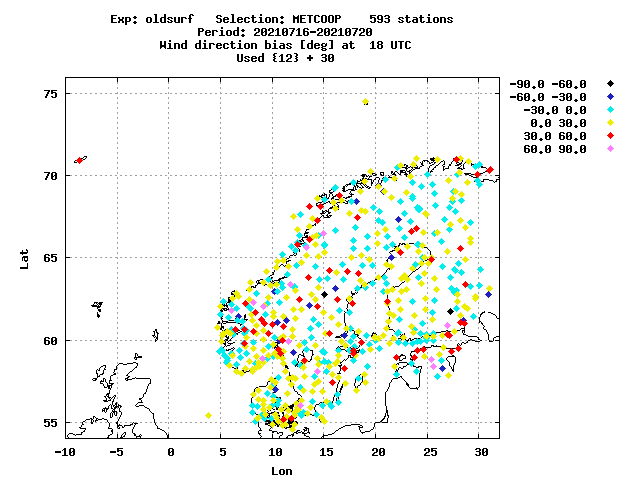 Exp: oldsurf   Selection: METCOOP    593 stations
Period: 20210716-20210720
Wind direction bias [deg] at  18 UTC
Used {12} + 30
-90.0 -60.0
-60.0 -30.0
-30.0 0.0
0.0 30.0
30.0 60.0
60.0 90.0
75
70
65
60
55
Lat
-10 -5 0 5 10 15 20 25 30
Lon